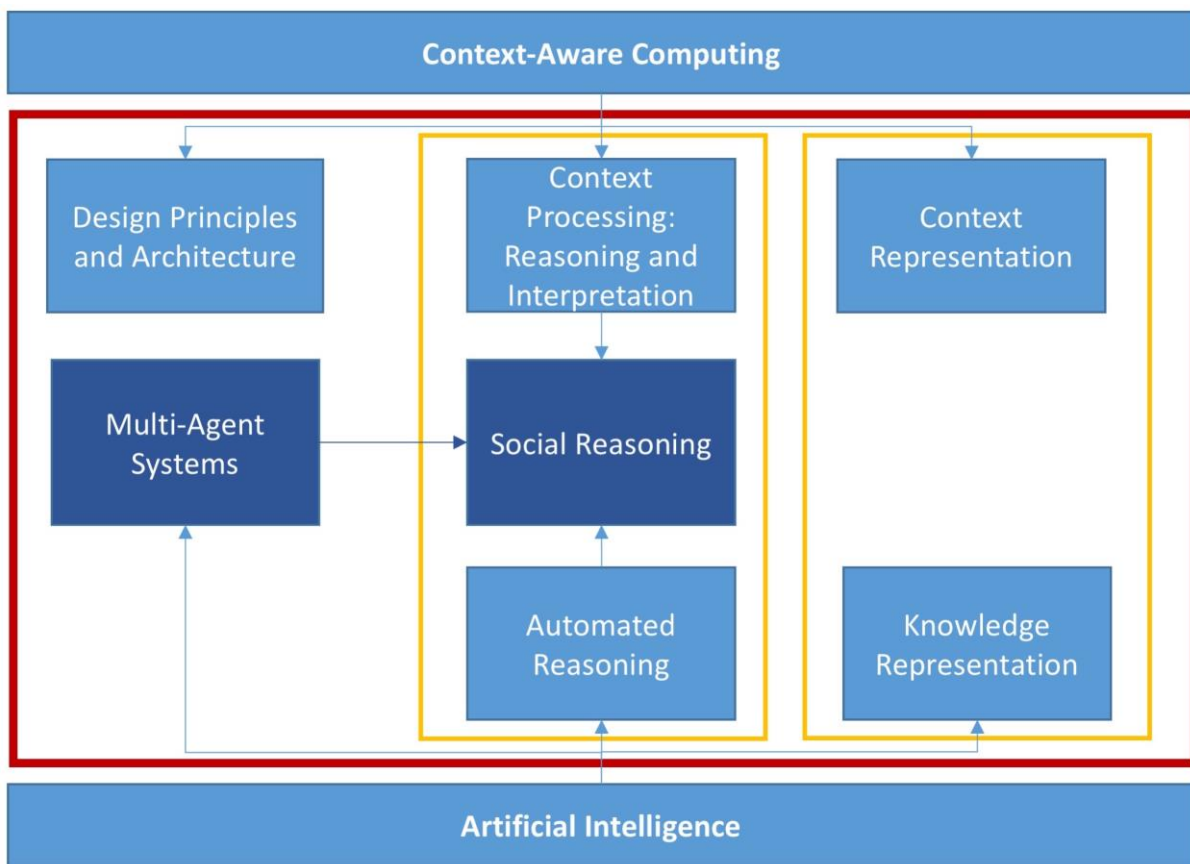 Context-Aware Computing
Design Principles
and Architecture
Context
Processing:
Reasoning and
Interpretation
Context
Representation
Multi-Agent
Systems
Social Reasoning
Automated
Reasoning
Knowledge
Representation
Artificial Intelligence